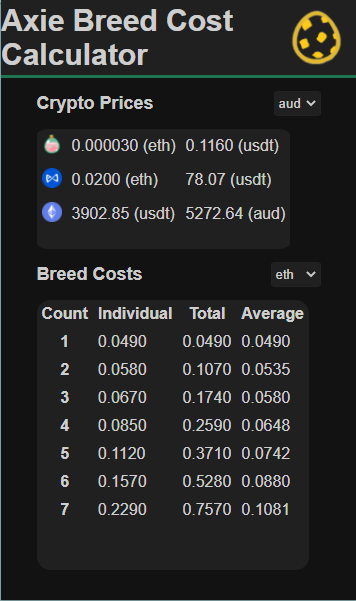 Axie Breed Cost
Calculator
Crypto Prices aud
0.000030 (eth) 0.1160 (usdt)
0.0200 (eth) 78.07 (usdt)
3902.85 (usdt) 5272.64 (aud)
Breed Costs eth
Count Individual Total Average
1 0.0490 0.0490 0.0490
2 0.0580 0.1070 0.0535
3 0.0670 0.1740 0.0580
4 0.0850 0.2590 0.0648
5 0.1120 0.3710 0.0742
6 0.1570 0.5280 0.0880
7 0.2290 0.7570 0.1081